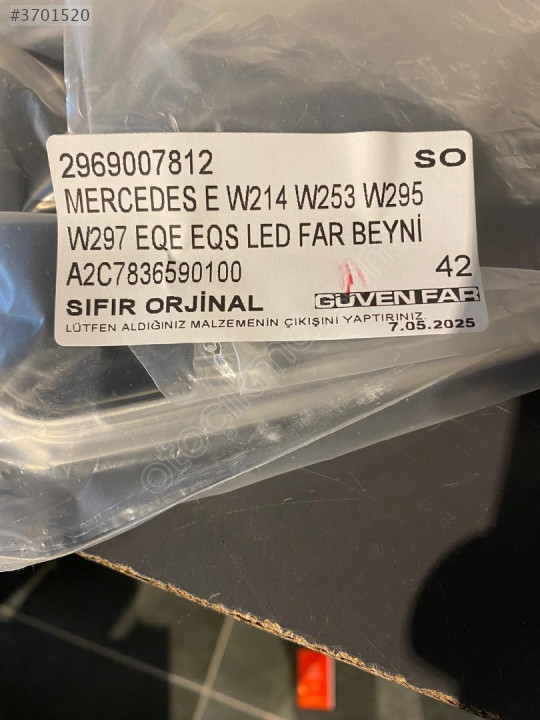 #3701520
2969007812 SO
MERCEDES E W214 W253 W295
W297 EQE EQS LED FAR BEYNİ
A2C7836590100 42
SIFIR ORJİNAL GÜVEN FAR
LÜTFEN ALDIĞINIZ MALZEMENİN ÇIKIŞINI YAPTIRINIZ. 7.05.2025